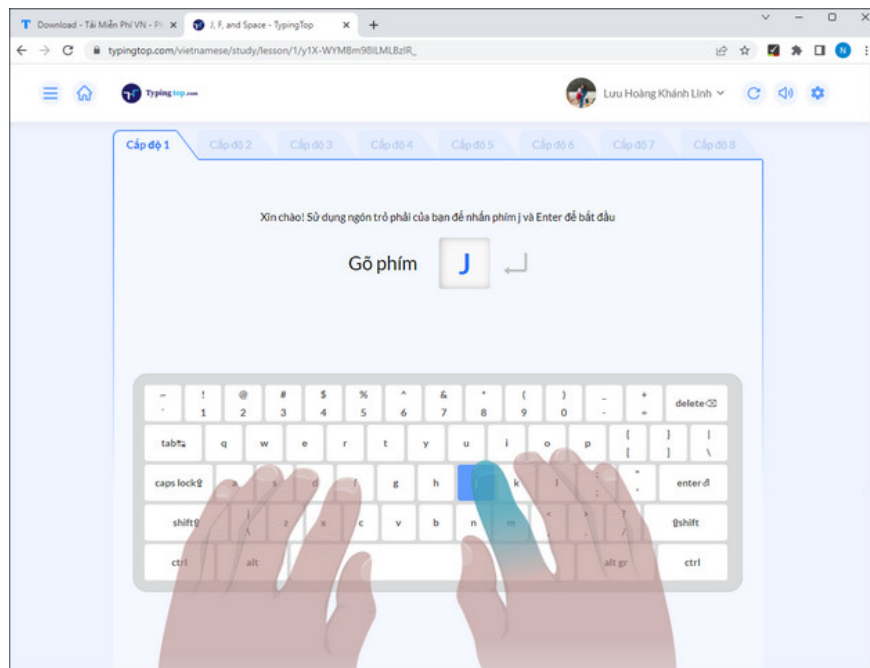 Download - Tải Miễn Phí VN - Ph
J, F, and Space - TypingTop
typingtop.com/vietnamese/study/lesson/1/y1X-WYMBm98ILMLBzIR_
N
Typing top.com
Lưu Hoàng Khánh Linh
Cấp độ 1 Cấp độ 2 Cấp độ 3 Cấp độ 4 Cấp độ 5 Cấp độ 6 Cấp độ 7 Cấp độ 8
Xin chào! Sử dụng ngón trỏ phải của bạn để nhấn phím j và Enter để bắt đầu
Gõ phím J
~ ! @ # $ % ^ & * ( ) _ +
` 1 2 3 4 5 6 7 8 9 0 - = delete
tab q w e r t y u i o p { [ } ] | \
caps lock a s d f g h k l : ; " ' enter
shift | \ z x c v b n m < , > . ? / shift
ctrl alt alt gr ctrl